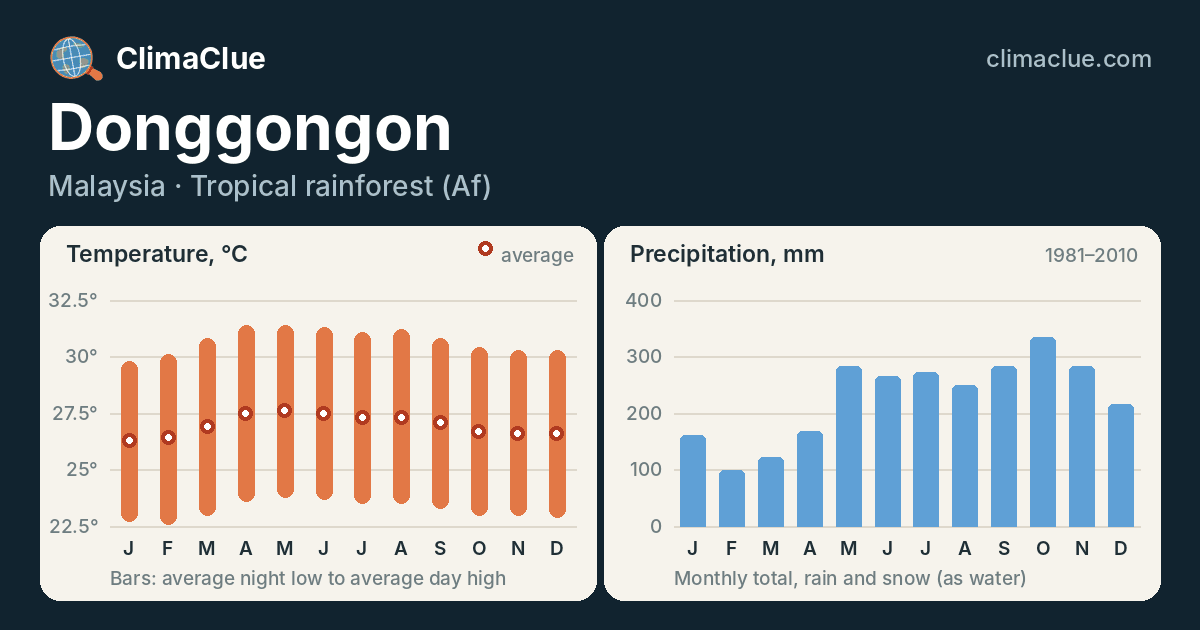 ClimaClue
climaclue.com
Donggongon
Malaysia · Tropical rainforest (Af)
Temperature, °C
average
32.5°
30°
27.5°
25°
22.5°
J F M A M J J A S O N D
Bars: average night low to average day high
Precipitation, mm
1981–2010
400
300
200
100
0
J F M A M J J A S O N D
Monthly total, rain and snow (as water)